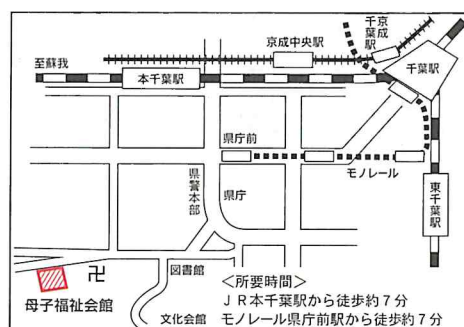 京成千葉駅
京成中央駅
千葉駅
至蘇我
本千葉駅
県庁前
モノレール
県警本部
県庁
東千葉駅
卍
図書館
母子福祉会館
文化会館
<所要時間>
JR本千葉駅から徒歩約7分
モノレール県庁前駅から徒歩約7分